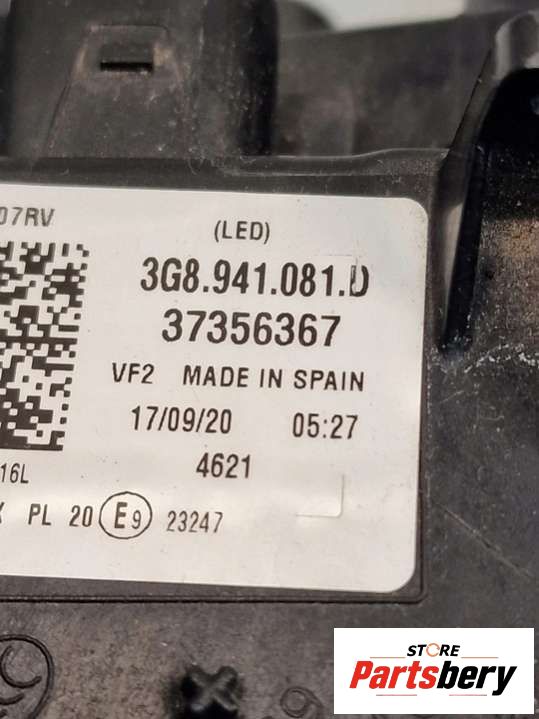 07RV
(LED)
3G8.941.081.D
37356367
VF2 MADE IN SPAIN
17/09/20 05:27
4621
16L
PL 20 E9 23247
STORE
Partsbery